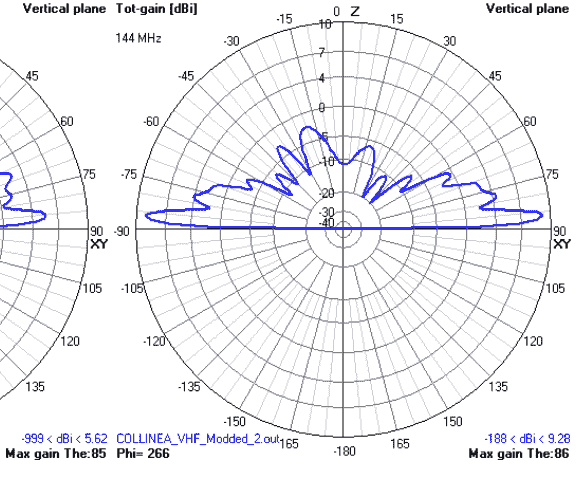 Vertical plane Tot-gain [dBi] Vertical plane
144 MHz
-15 0 Z 15
10
-30 30
7
-45 45 45
4
0
-60 60 60
-5
-10
-75 75 75
-20
-30
-40
-90 90 90
XY XY
-105 105 105
-120 120 120
-135 135 135
-150 150
165 165
-180
-999 < dBi < 5.62 COLLINEA_VHF_Modded_2.out -188 < dBi < 9.28
Max gain The:85 Phi= 266 Max gain The:86